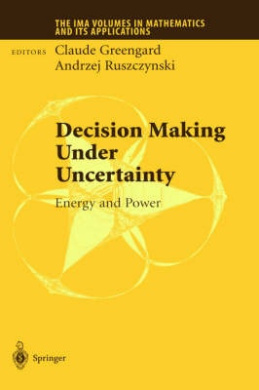 THE IMA VOLUMES IN MATHEMATICS
AND ITS APPLICATIONS
EDITORS Claude Greengard
Andrzej Ruszczynski
Decision Making
Under
Uncertainty
Energy and Power
Springer